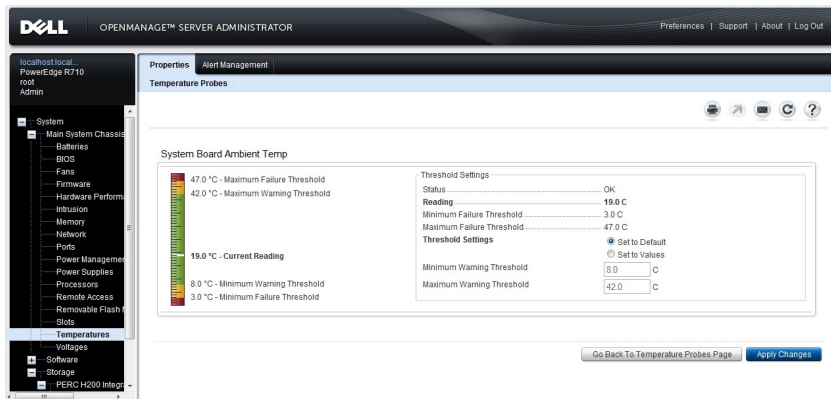 DELL
OPENMANAGE™ SERVER ADMINISTRATOR
Preferences | Support | About | Log Out
localhost.local...
PowerEdge R710
root
Admin
Properties
Alert Management
Temperature Probes
System
Main System Chassis
Batteries
BIOS
Fans
Firmware
Hardware Performa
Intrusion
Memory
Network
Ports
Power Managemen
Power Supplies
Processors
Remote Access
Removable Flash M
Slots
Temperatures
Voltages
Software
Storage
PERC H200 Integra
System Board Ambient Temp
47.0 °C - Maximum Failure Threshold
42.0 °C - Maximum Warning Threshold
19.0 °C - Current Reading
8.0 °C - Minimum Warning Threshold
3.0 °C - Minimum Failure Threshold
Threshold Settings
Status OK
Reading 19.0 C
Minimum Failure Threshold 3.0 C
Maximum Failure Threshold 47.0 C
Threshold Settings Set to Default
Set to Values
Minimum Warning Threshold 8.0 C
Maximum Warning Threshold 42.0 C
Go Back To Temperature Probes Page
Apply Changes